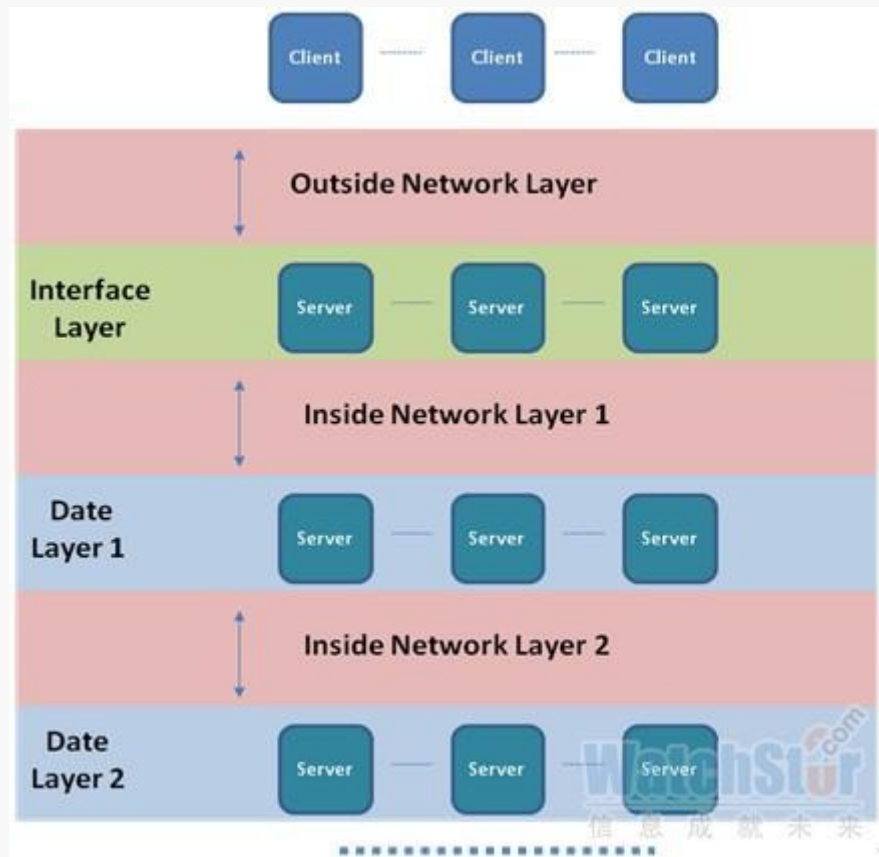 Client Client Client
Outside Network Layer
Interface
Layer
Server Server Server
Inside Network Layer 1
Date
Layer 1
Server Server Server
Inside Network Layer 2
Date
Layer 2
Server Server Server
WatchStor.com
信息成就未来